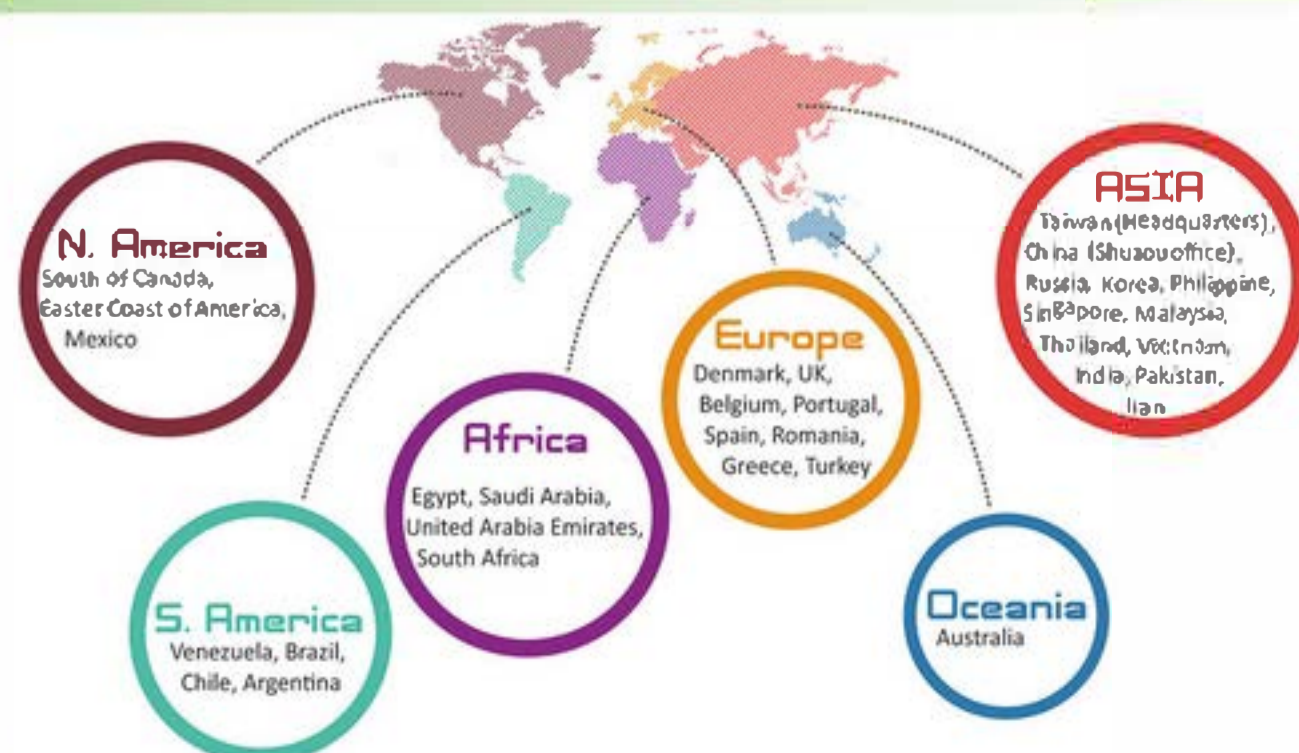 N. America
South of Canada,
Easter Coast of America,
Mexico
S. America
Venezuela, Brazil,
Chile, Argentina
Africa
Egypt, Saudi Arabia,
United Arabia Emirates,
South Africa
Europe
Denmark, UK,
Belgium, Portugal,
Spain, Romania,
Greece, Turkey
Oceania
Australia
ASIA
Taiwan(Headquarters),
China
Russia, Korea, Philippine,
Singapore, Malaysia,
Thailand, Vietnam,
India, Pakistan,